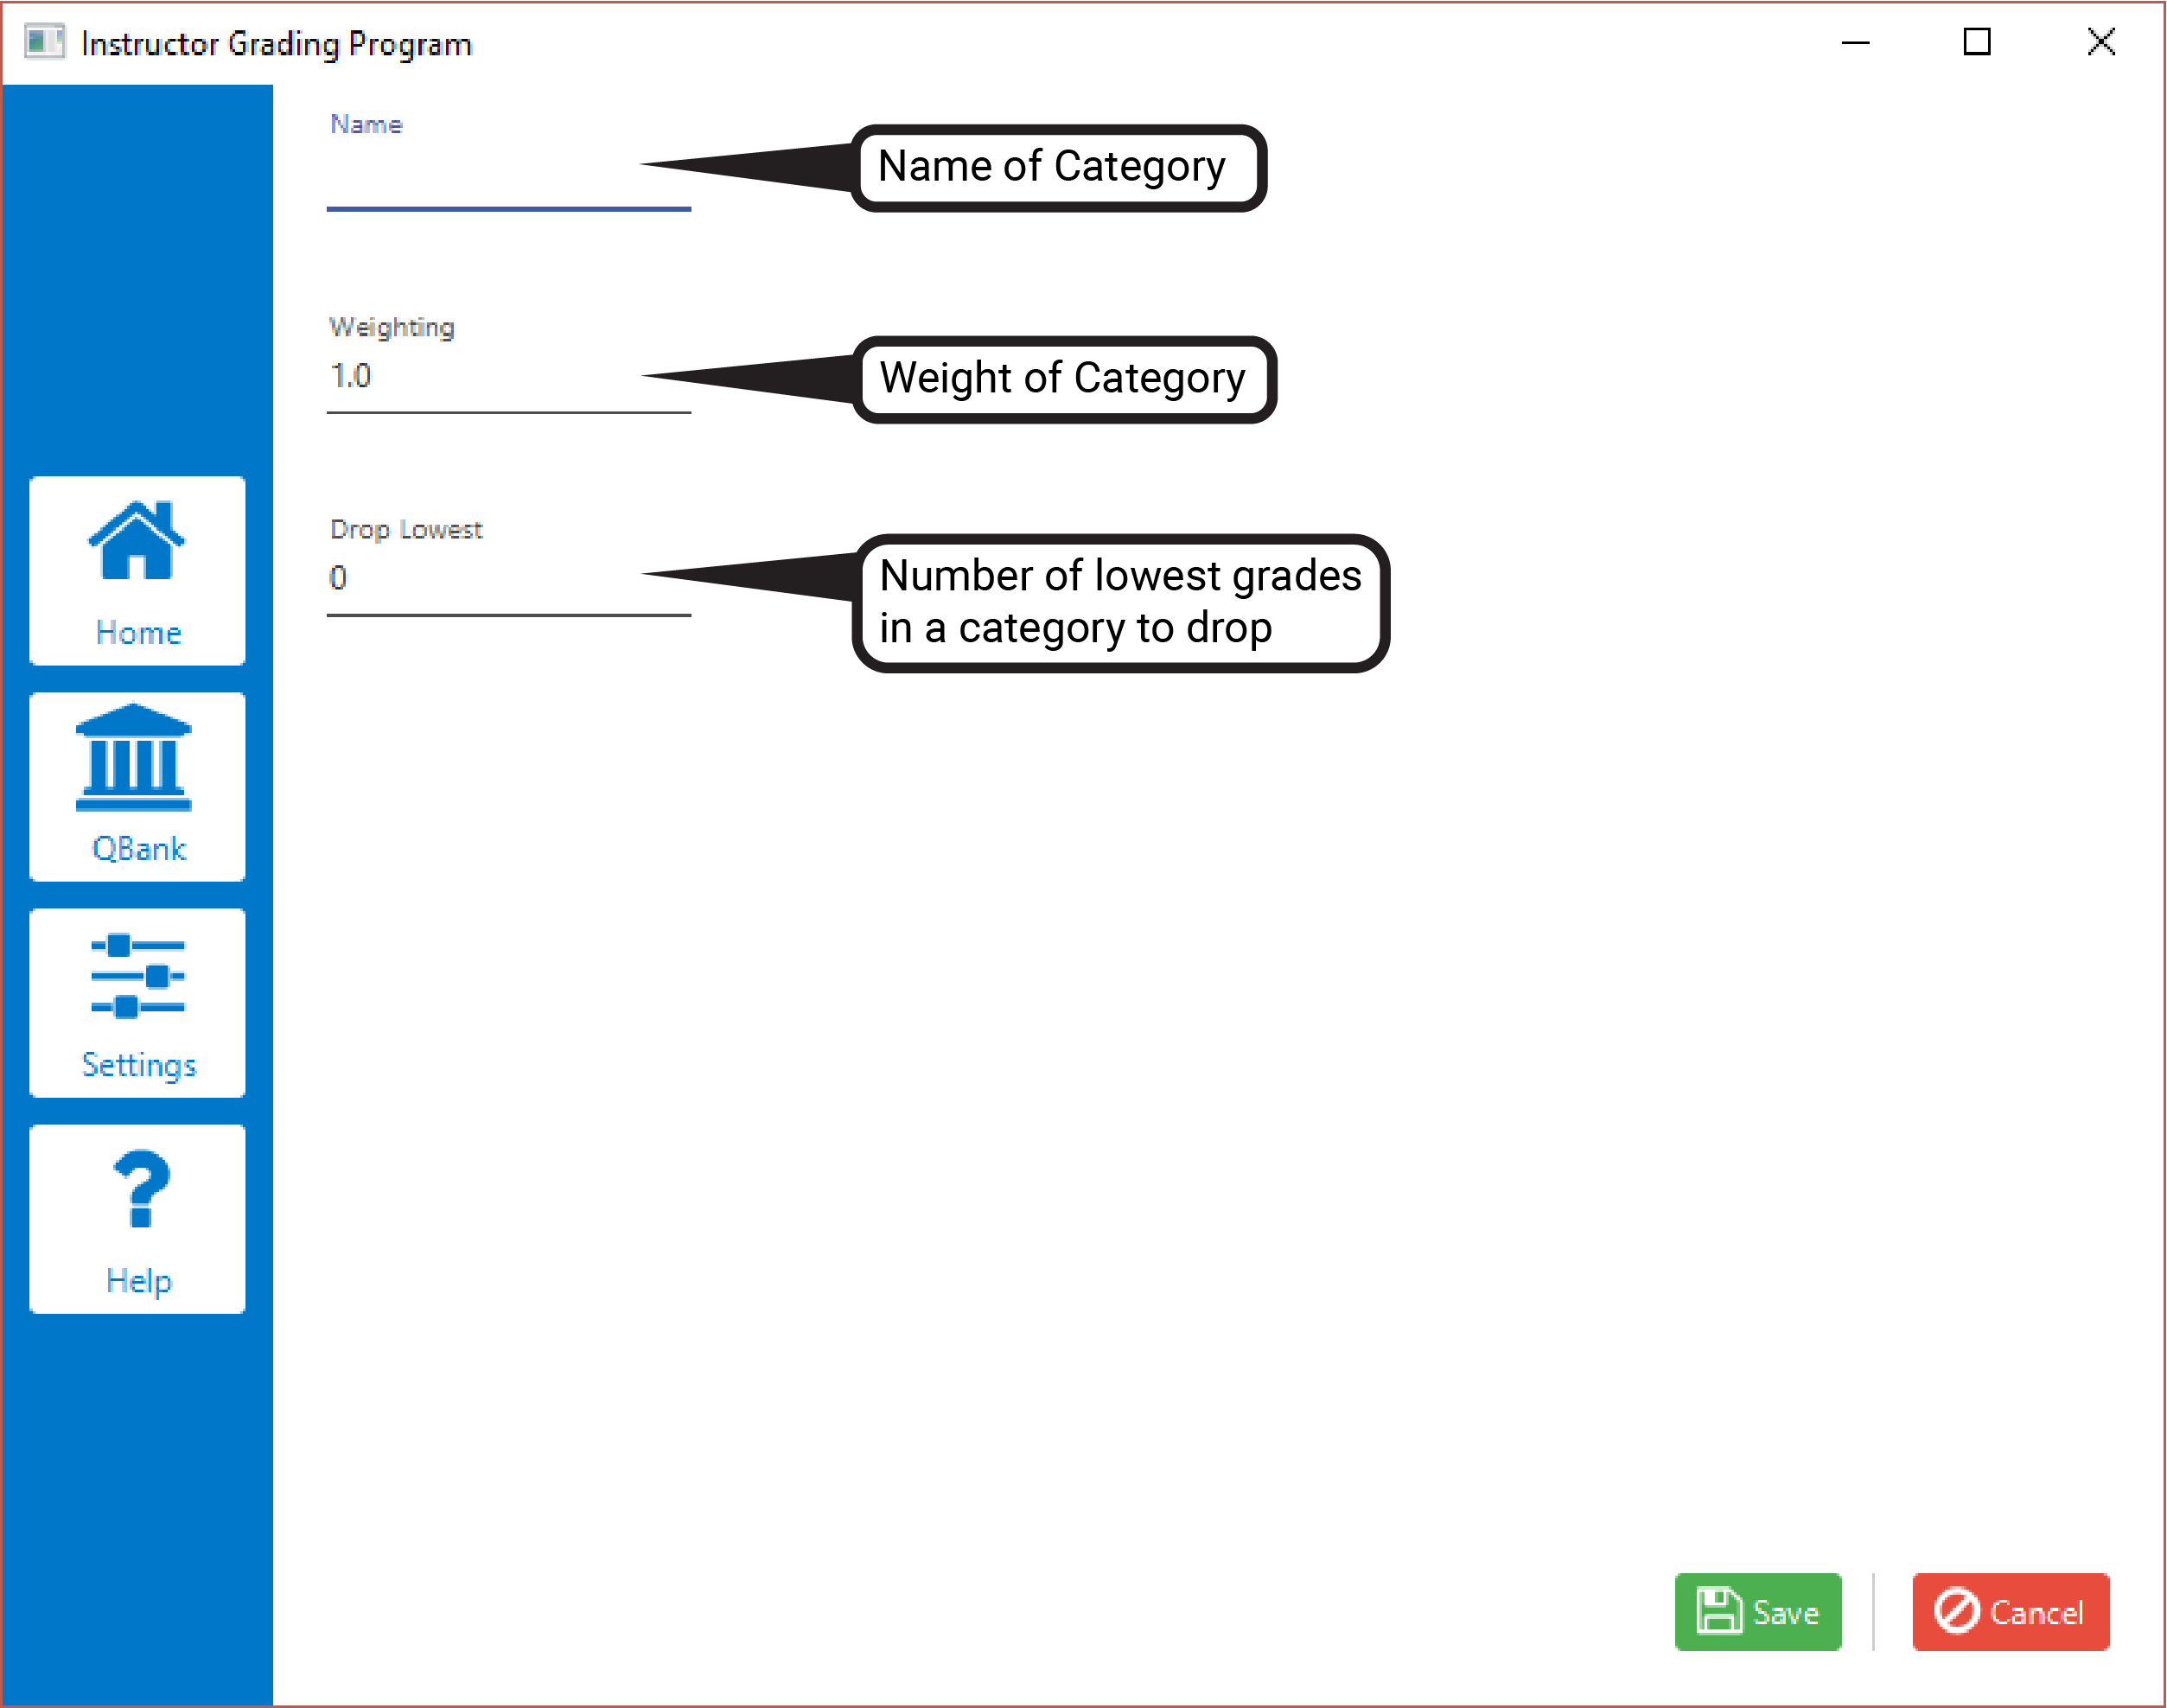 Instructor Grading Program
Name
Name of Category
Weighting
1.0
Weight of Category
Drop Lowest
0
Number of lowest grades
in a category to drop
Home
QBank
Settings
Help
Save
Cancel